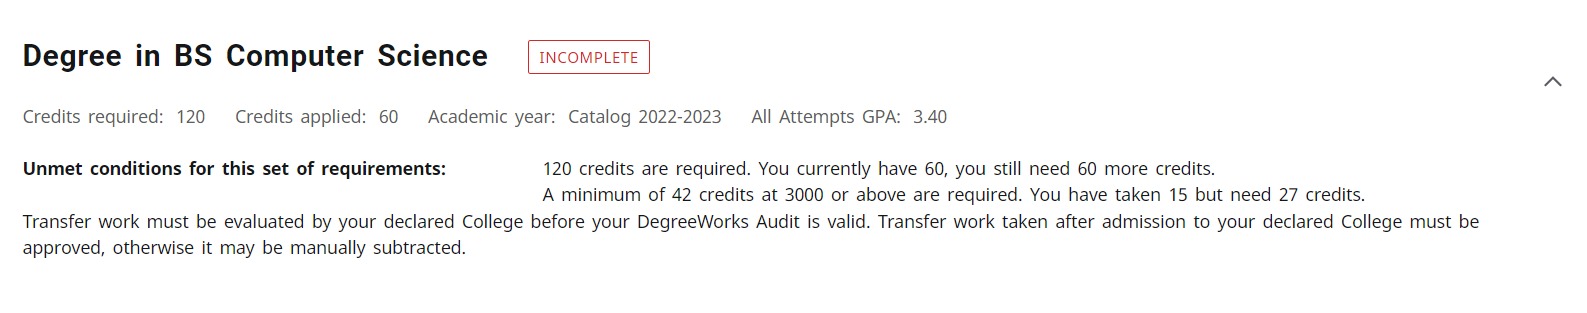 Degree in BS Computer Science INCOMPLETE
Credits required: 120 Credits applied: 60 Academic year: Catalog 2022-2023 All Attempts GPA: 3.40
Unmet conditions for this set of requirements: 120 credits are required. You currently have 60, you still need 60 more credits.
A minimum of 42 credits at 3000 or above are required. You have taken 15 but need 27 credits.
Transfer work must be evaluated by your declared College before your DegreeWorks Audit is valid. Transfer work taken after admission to your declared College must be
approved, otherwise it may be manually subtracted.